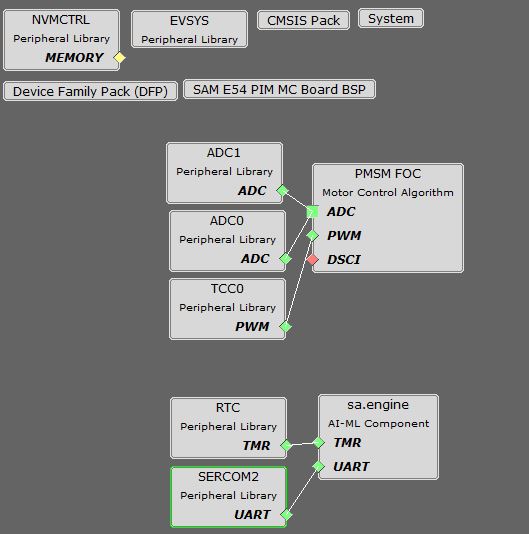 NVMCTRL
Peripheral Library
MEMORY
EVSYS
Peripheral Library
CMSIS Pack
System
Device Family Pack (DFP)
SAM E54 PIM MC Board BSP
ADC1
Peripheral Library
ADC
ADC0
Peripheral Library
ADC
TCC0
Peripheral Library
PWM
PMSM FOC
Motor Control Algorithm
ADC
PWM
DSCI
RTC
Peripheral Library
TMR
SERCOM2
Peripheral Library
UART
sa.engine
AI-ML Component
TMR
UART